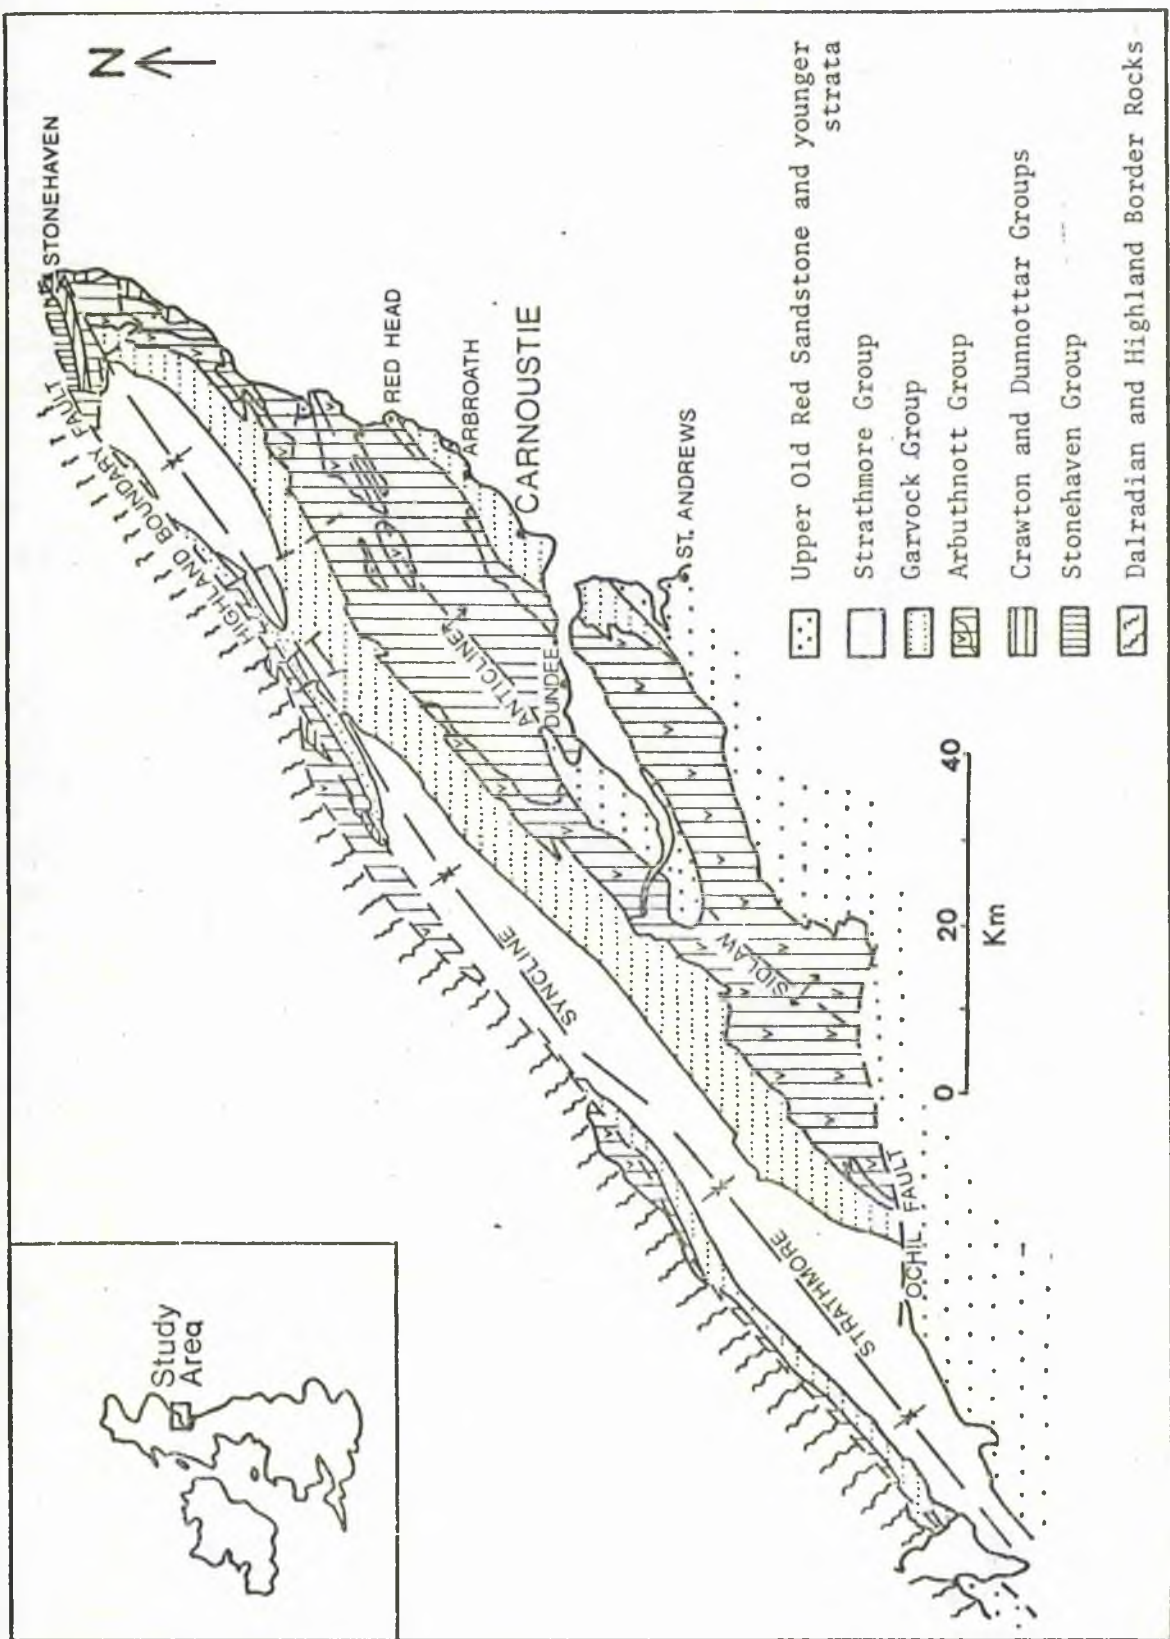 N
STONEHAVEN
HIGHLAND BOUNDARY FAULT
RED HEAD
ARBROATH
CARNOUSTIE
ST. ANDREWS
ANTICLINE
DUNDEE
SIDLAW
SYNCLINE
STRATHMORE
OCHIL FAULT
Study
Area
0 20 40
Km
Upper Old Red Sandstone and younger
strata
Strathmore Group
Garvock Group
Arbuthnott Group
Crawton and Dunnottar Groups
Stonehaven Group
Dalradian and Highland Border Rocks